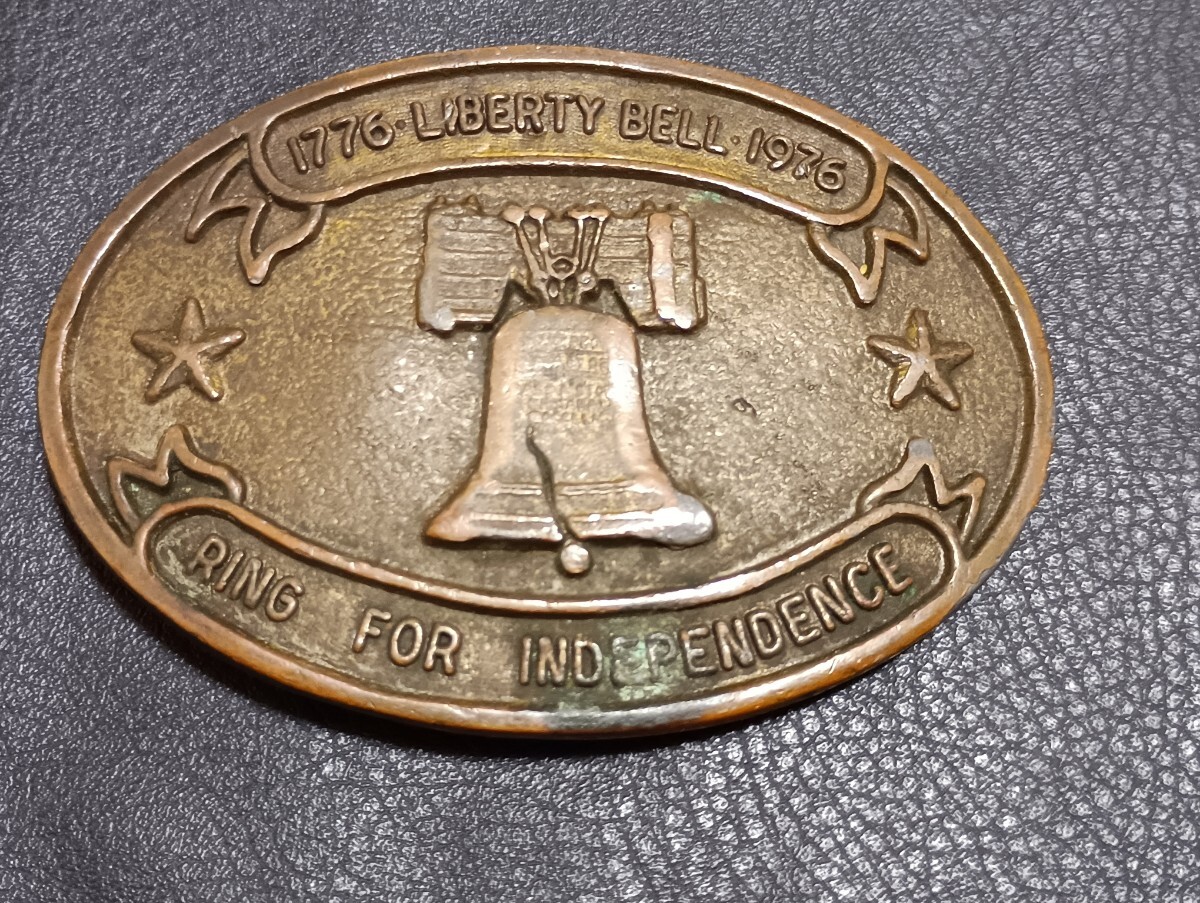 1776·LIBERTY BELL·1976
RING FOR INDEPENDENCE